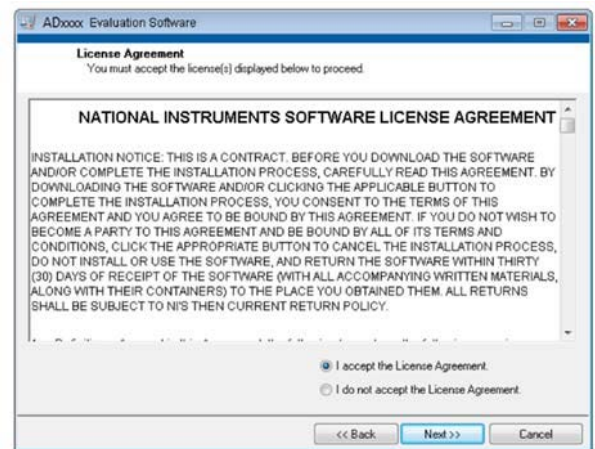 ADxxxx Evaluation Software
License Agreement
You must accept the license(s) displayed below to proceed.
NATIONAL INSTRUMENTS SOFTWARE LICENSE AGREEMENT
INSTALLATION NOTICE: THIS IS A CONTRACT. BEFORE YOU DOWNLOAD THE SOFTWARE
AND/OR COMPLETE THE INSTALLATION PROCESS, CAREFULLY READ THIS AGREEMENT. BY
DOWNLOADING THE SOFTWARE AND/OR CLICKING THE APPLICABLE BUTTON TO
COMPLETE THE INSTALLATION PROCESS, YOU CONSENT TO THE TERMS OF THIS
AGREEMENT AND YOU AGREE TO BE BOUND BY THIS AGREEMENT. IF YOU DO NOT WISH TO
BECOME A PARTY TO THIS AGREEMENT AND BE BOUND BY ALL OF ITS TERMS AND
CONDITIONS, CLICK THE APPROPRIATE BUTTON TO CANCEL THE INSTALLATION PROCESS,
DO NOT INSTALL OR USE THE SOFTWARE, AND RETURN THE SOFTWARE WITHIN THIRTY
(30) DAYS OF RECEIPT OF THE SOFTWARE (WITH ALL ACCOMPANYING WRITTEN MATERIALS,
ALONG WITH THEIR CONTAINERS) TO THE PLACE YOU OBTAINED THEM. ALL RETURNS
SHALL BE SUBJECT TO NI'S THEN CURRENT RETURN POLICY.
I accept the License Agreement.
I do not accept the License Agreement.
<< Back Next >> Cancel